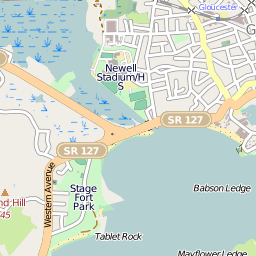 Gloucester
G
Newell
Stadium/H
S
SR 127
SR 127
Western Avenue
Stage
Fort
Park
Babson Ledge
nd Hill
45
Tablet Rock
Mayflower Ledge